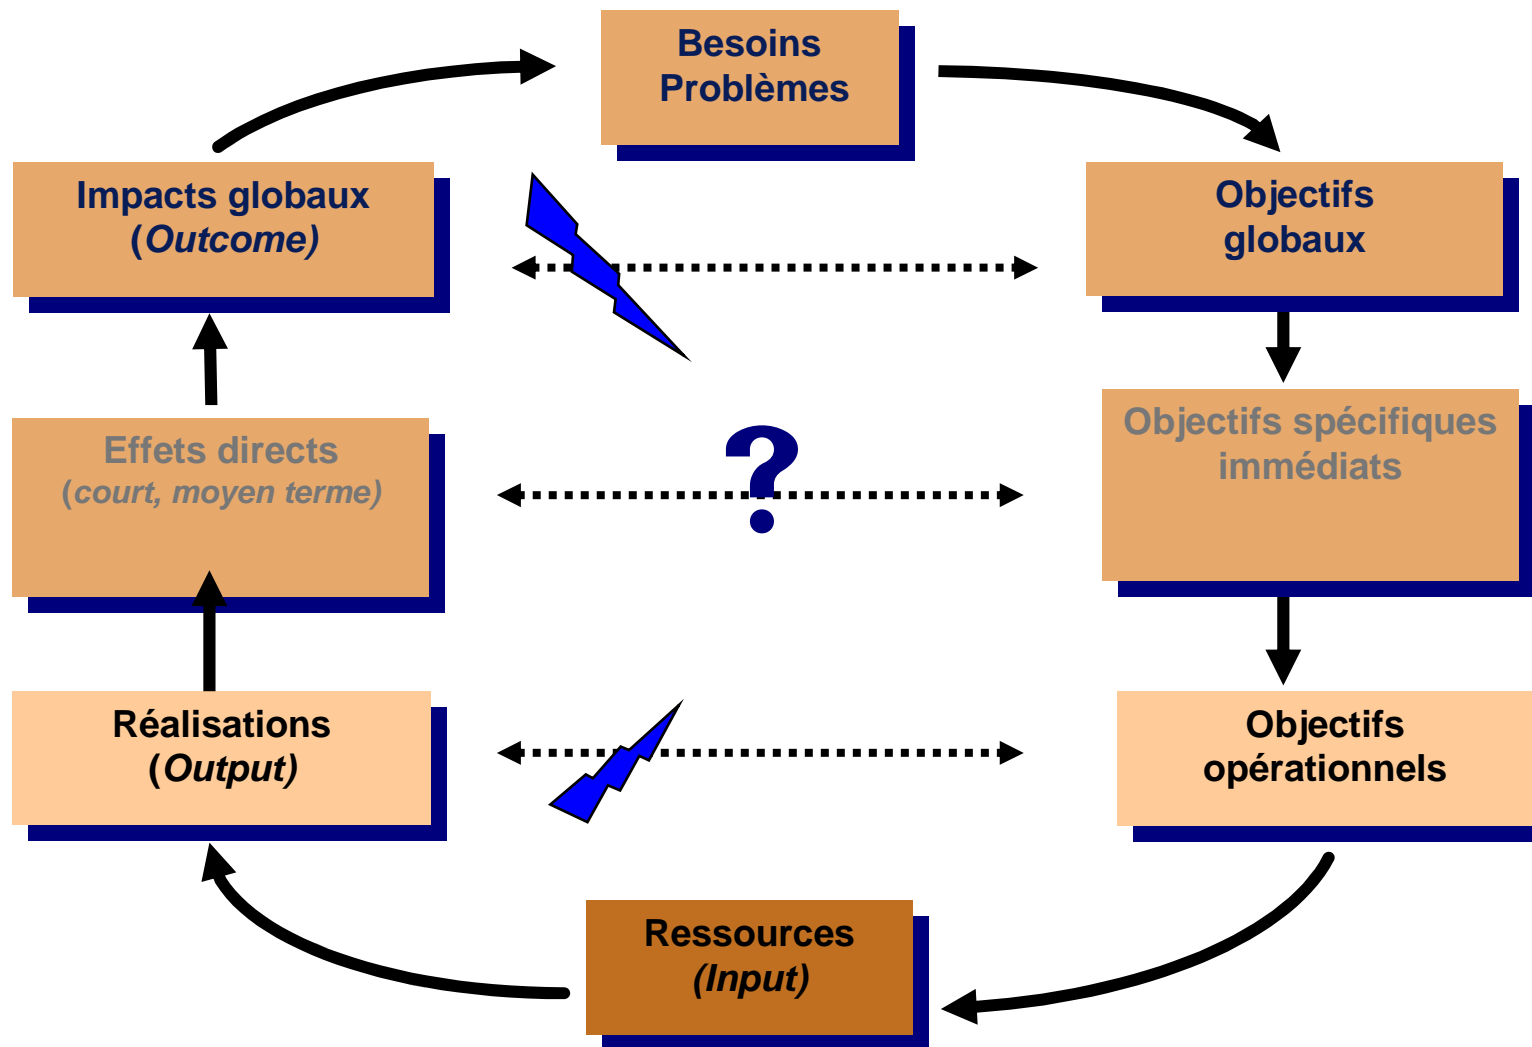 Besoins
Problèmes
Impacts globaux
(Outcome)
Objectifs
globaux
Effets directs
(court, moyen terme)
?
Objectifs spécifiques
immédiats
Réalisations
(Output)
Objectifs
opérationnels
Ressources
(Input)